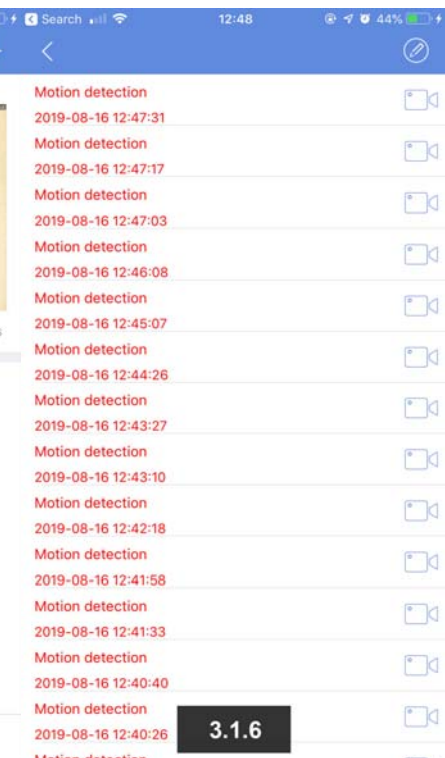 Search
12:48
44%
Motion detection
2019-08-16 12:47:31
Motion detection
2019-08-16 12:47:17
Motion detection
2019-08-16 12:47:03
Motion detection
2019-08-16 12:46:08
Motion detection
2019-08-16 12:45:07
Motion detection
2019-08-16 12:44:26
Motion detection
2019-08-16 12:43:27
Motion detection
2019-08-16 12:43:10
Motion detection
2019-08-16 12:42:18
Motion detection
2019-08-16 12:41:58
Motion detection
2019-08-16 12:41:33
Motion detection
2019-08-16 12:40:40
Motion detection
2019-08-16 12:40:26
3.1.6
Motion detection